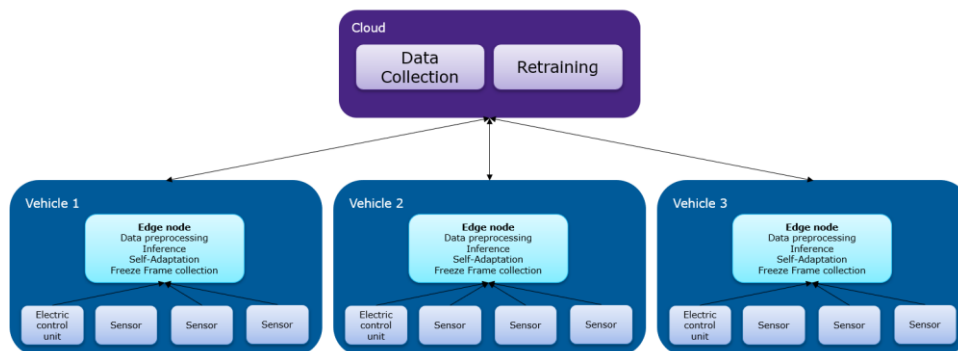 Cloud
Data
Collection
Retraining
Vehicle 1
Edge node
Data preprocessing
Inference
Self-Adaptation
Freeze Frame collection
Electric
control
unit
Sensor
Sensor
Sensor
Vehicle 2
Edge node
Data preprocessing
Inference
Self-Adaptation
Freeze Frame collection
Electric
control
unit
Sensor
Sensor
Sensor
Vehicle 3
Edge node
Data preprocessing
Inference
Self-Adaptation
Freeze Frame collection
Electric
control
unit
Sensor
Sensor
Sensor